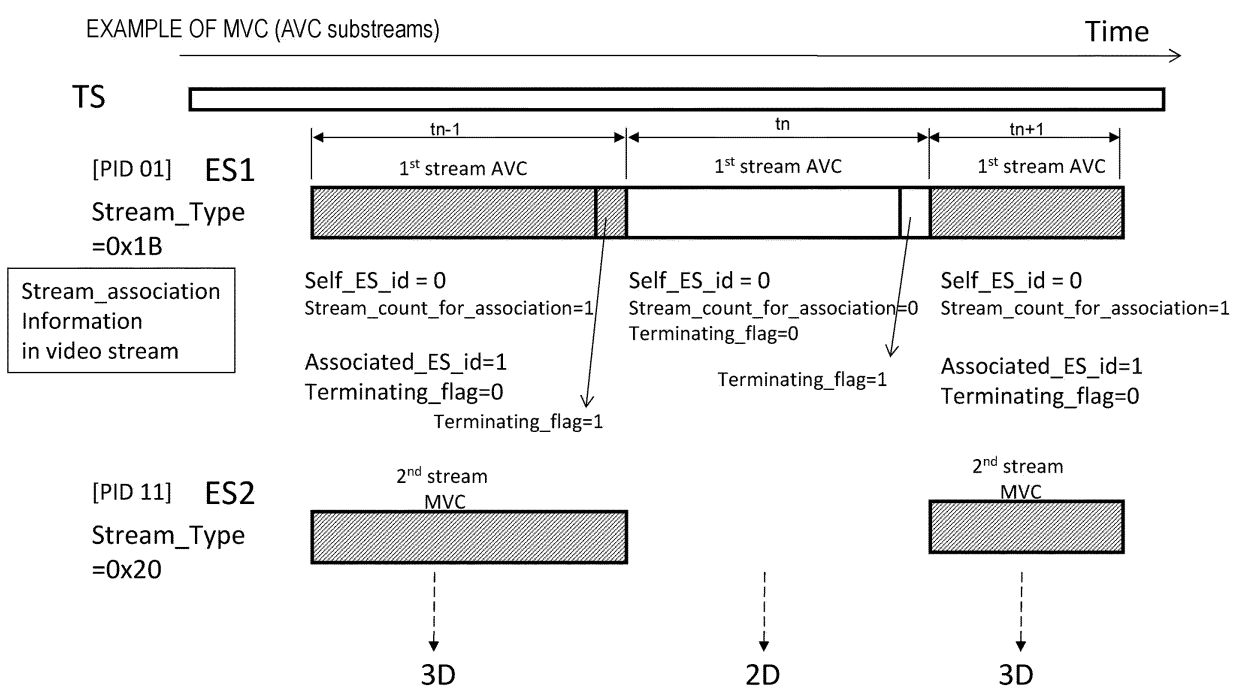 EXAMPLE OF MVC (AVC substreams)
Time
TS
tn-1
tn
tn+1
[PID 01] ES1
1st stream AVC
1st stream AVC
1st stream AVC
Stream_Type
=0x1B
Stream_association
Information
in video stream
Self_ES_id = 0
Stream_count_for_association=1
Associated_ES_id=1
Terminating_flag=0
Terminating_flag=1
Self_ES_id = 0
Stream_count_for_association=0
Terminating_flag=0
Terminating_flag=1
Self_ES_id = 0
Stream_count_for_association=1
Associated_ES_id=1
Terminating_flag=0
[PID 11] ES2
2nd stream
MVC
2nd stream
MVC
Stream_Type
=0x20
3D
2D
3D